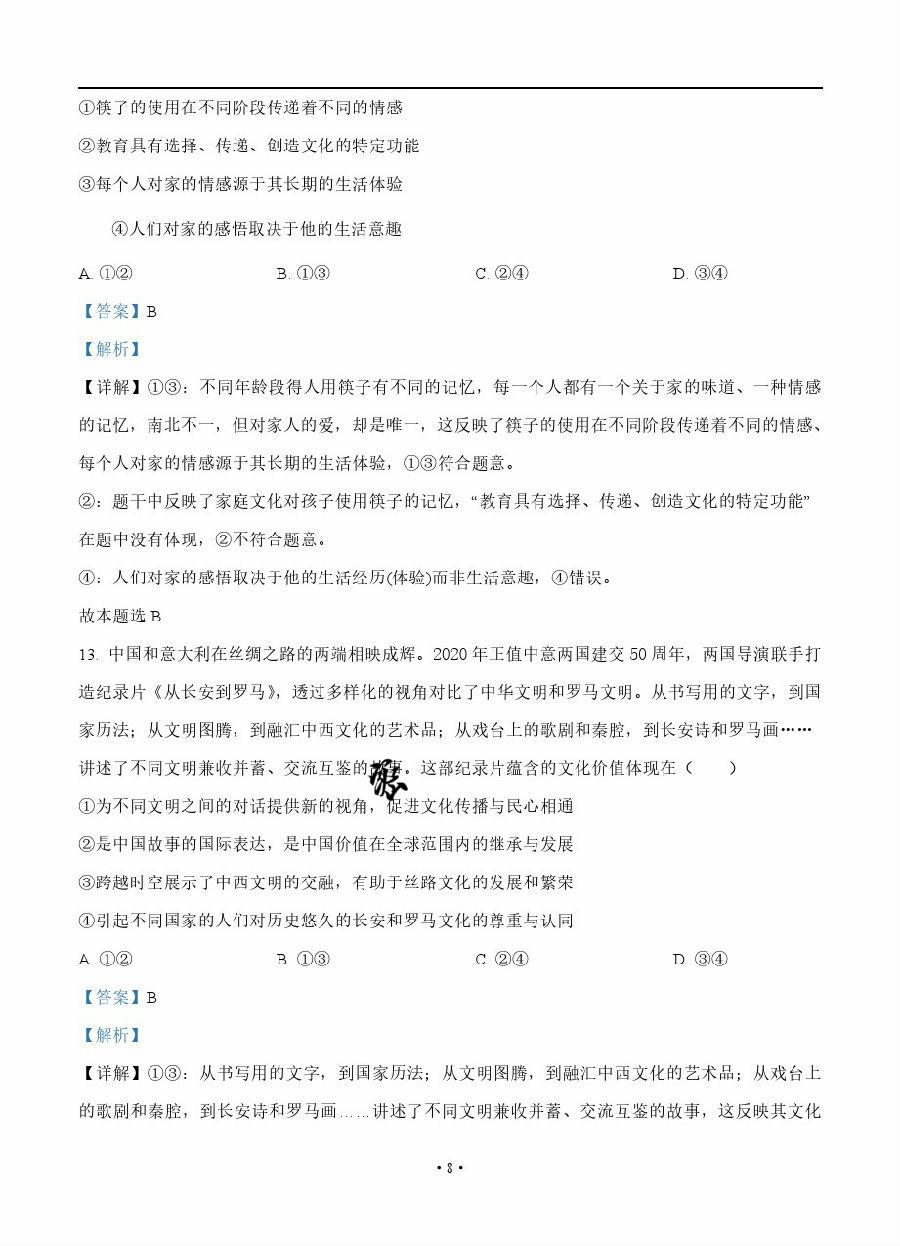 ①筷了的使用在不同阶段传递着不同的情感
②教育具有选择、传递、创造文化的特定功能
③每个人对家的情感源于其长期的生活体验
④人们对家的感悟取决于他的生活意趣
A. ①② B. ①③ C. ②④ D. ③④
【答案】B
【解析】
【详解】①③：不同年龄段得人用筷子有不同的记忆，每一个人都有一个关于家的味道、一种情感
的记忆，南北不一，但对家人的爱，却是唯一，这反映了筷子的使用在不同阶段传递着不同的情感、
每个人对家的情感源于其长期的生活体验，①③符合题意。
②：题干中反映了家庭文化对孩子使用筷子的记忆，“教育具有选择、传递、创造文化的特定功能”
在题中没有体现，②不符合题意。
④：人们对家的感悟取决于他的生活经历(体验)而非生活意趣，④错误。
故本题选 B
13. 中国和意大利在丝绸之路的两端相映成辉。2020 年王值中意两国建交 50 周年，两国导演联手打
造纪录片《从长安到罗马》，透过多样化的视角对比了中华文明和罗马文明。从书写用的文字，到国
家历法；从文明图腾，到融汇中西文化的艺术品；从戏台上的歌剧和秦腔，到长安诗和罗马画……
讲述了不同文明兼收并蓄、交流互鉴的事。这部纪录片蕴含的文化价值体现在（　　）
①为不同文明之间的对话提供新的视角，促进文化传播与民心相通
②是中国故事的国际表达，是中国价值在全球范围内的继承与发展
③跨越时空展示了中西文明的交融，有助于丝路文化的发展和繁荣
④引起不同国家的人们对历史悠久的长安和罗马文化的尊重与认同
A. ①② B. ①③ C. ②④ D. ③④
【答案】B
【解析】
【详解】①③：从书写用的文字，到国家历法；从文明图腾，到融汇中西文化的艺术品；从戏台上
的歌剧和秦腔，到长安诗和罗马画……讲述了不同文明兼收并蓄、交流互鉴的故事，这反映其文化
·8·